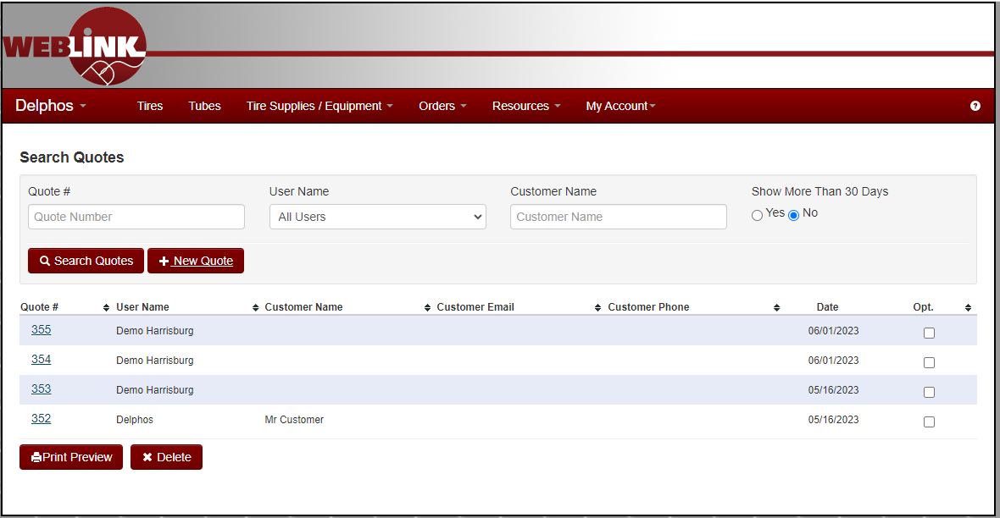 WEBLINK
Delphos Tires Tubes Tire Supplies / Equipment Orders Resources My Account ?
Search Quotes
Quote # User Name Customer Name Show More Than 30 Days
Quote Number All Users Customer Name Yes No
Search Quotes + New Quote
Quote # User Name Customer Name Customer Email Customer Phone Date Opt.
355 Demo Harrisburg 06/01/2023
354 Demo Harrisburg 06/01/2023
353 Demo Harrisburg 05/16/2023
352 Delphos Mr Customer 05/16/2023
Print Preview Delete